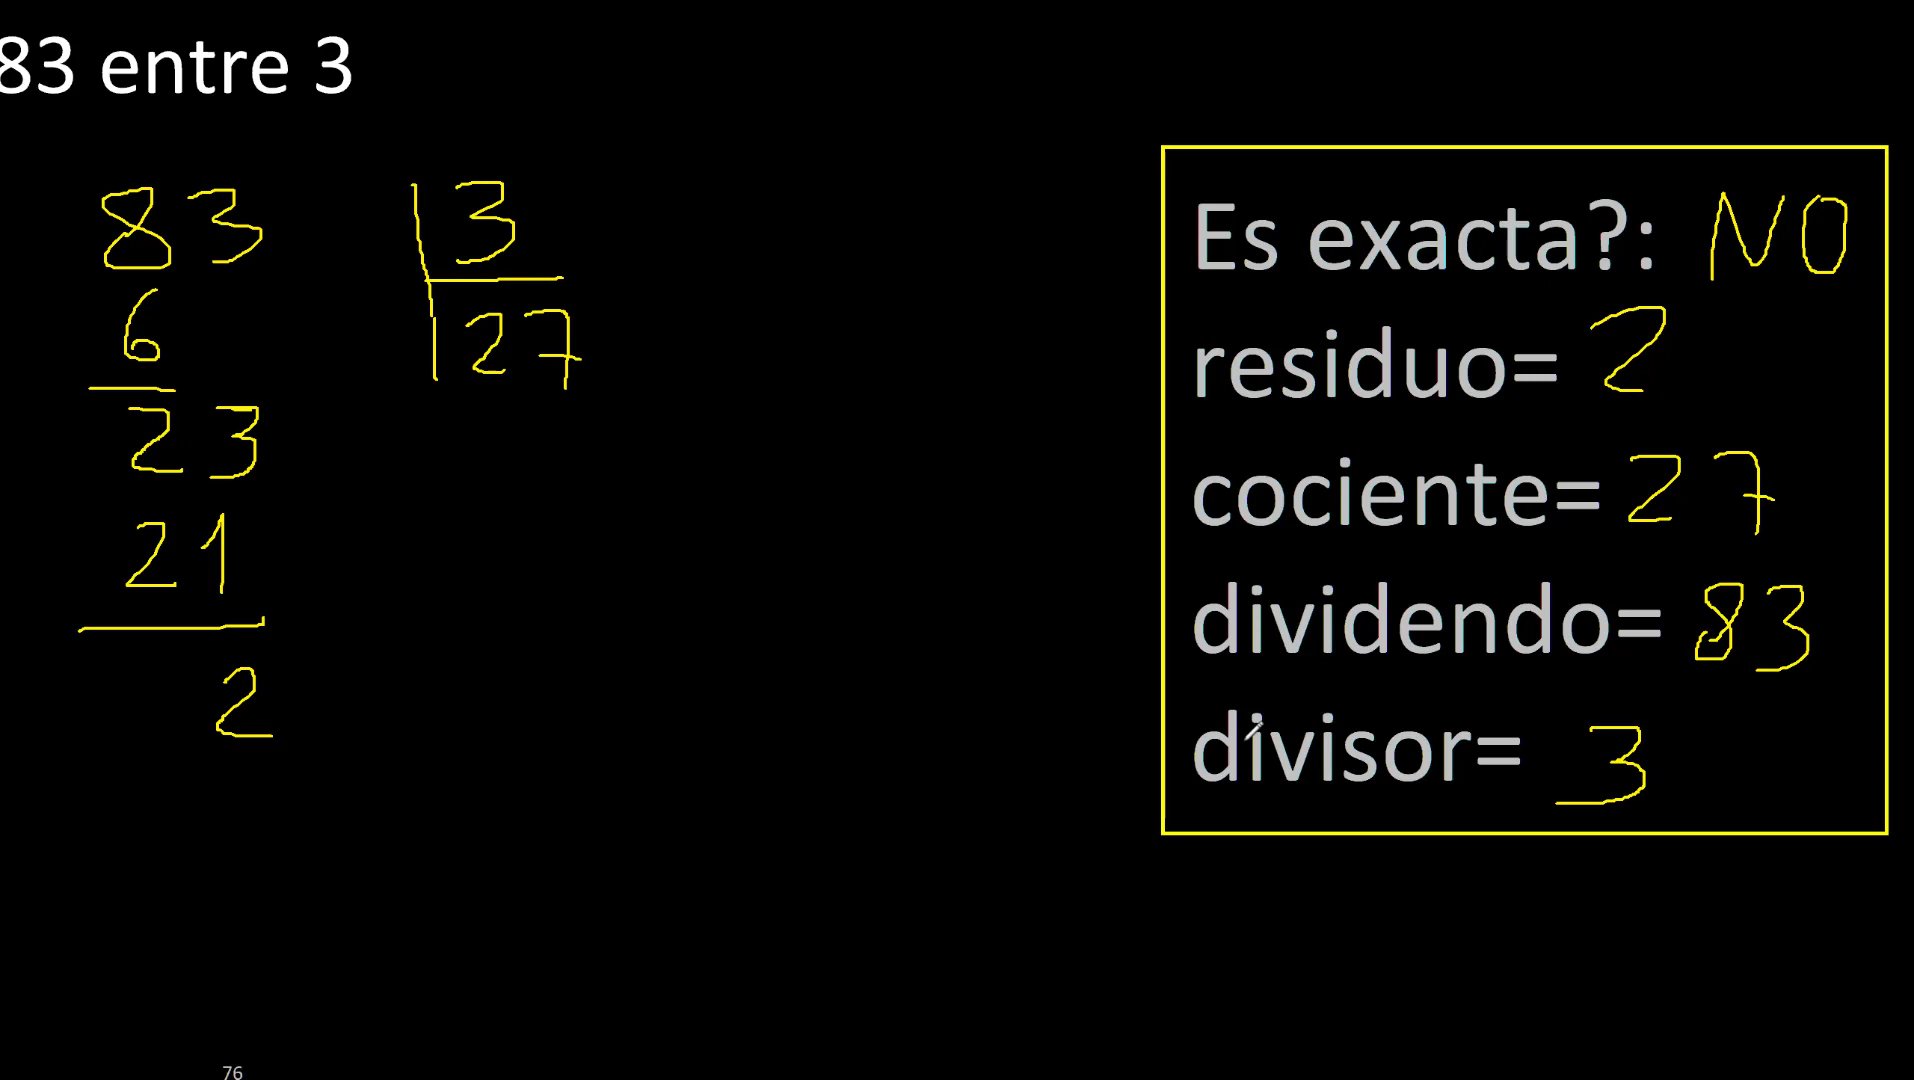 83 entre 3
83 3
6 27
23
21
2
Es exacta?: NO
residuo= 2
cociente= 27
dividendo= 83
divisor= 3
76